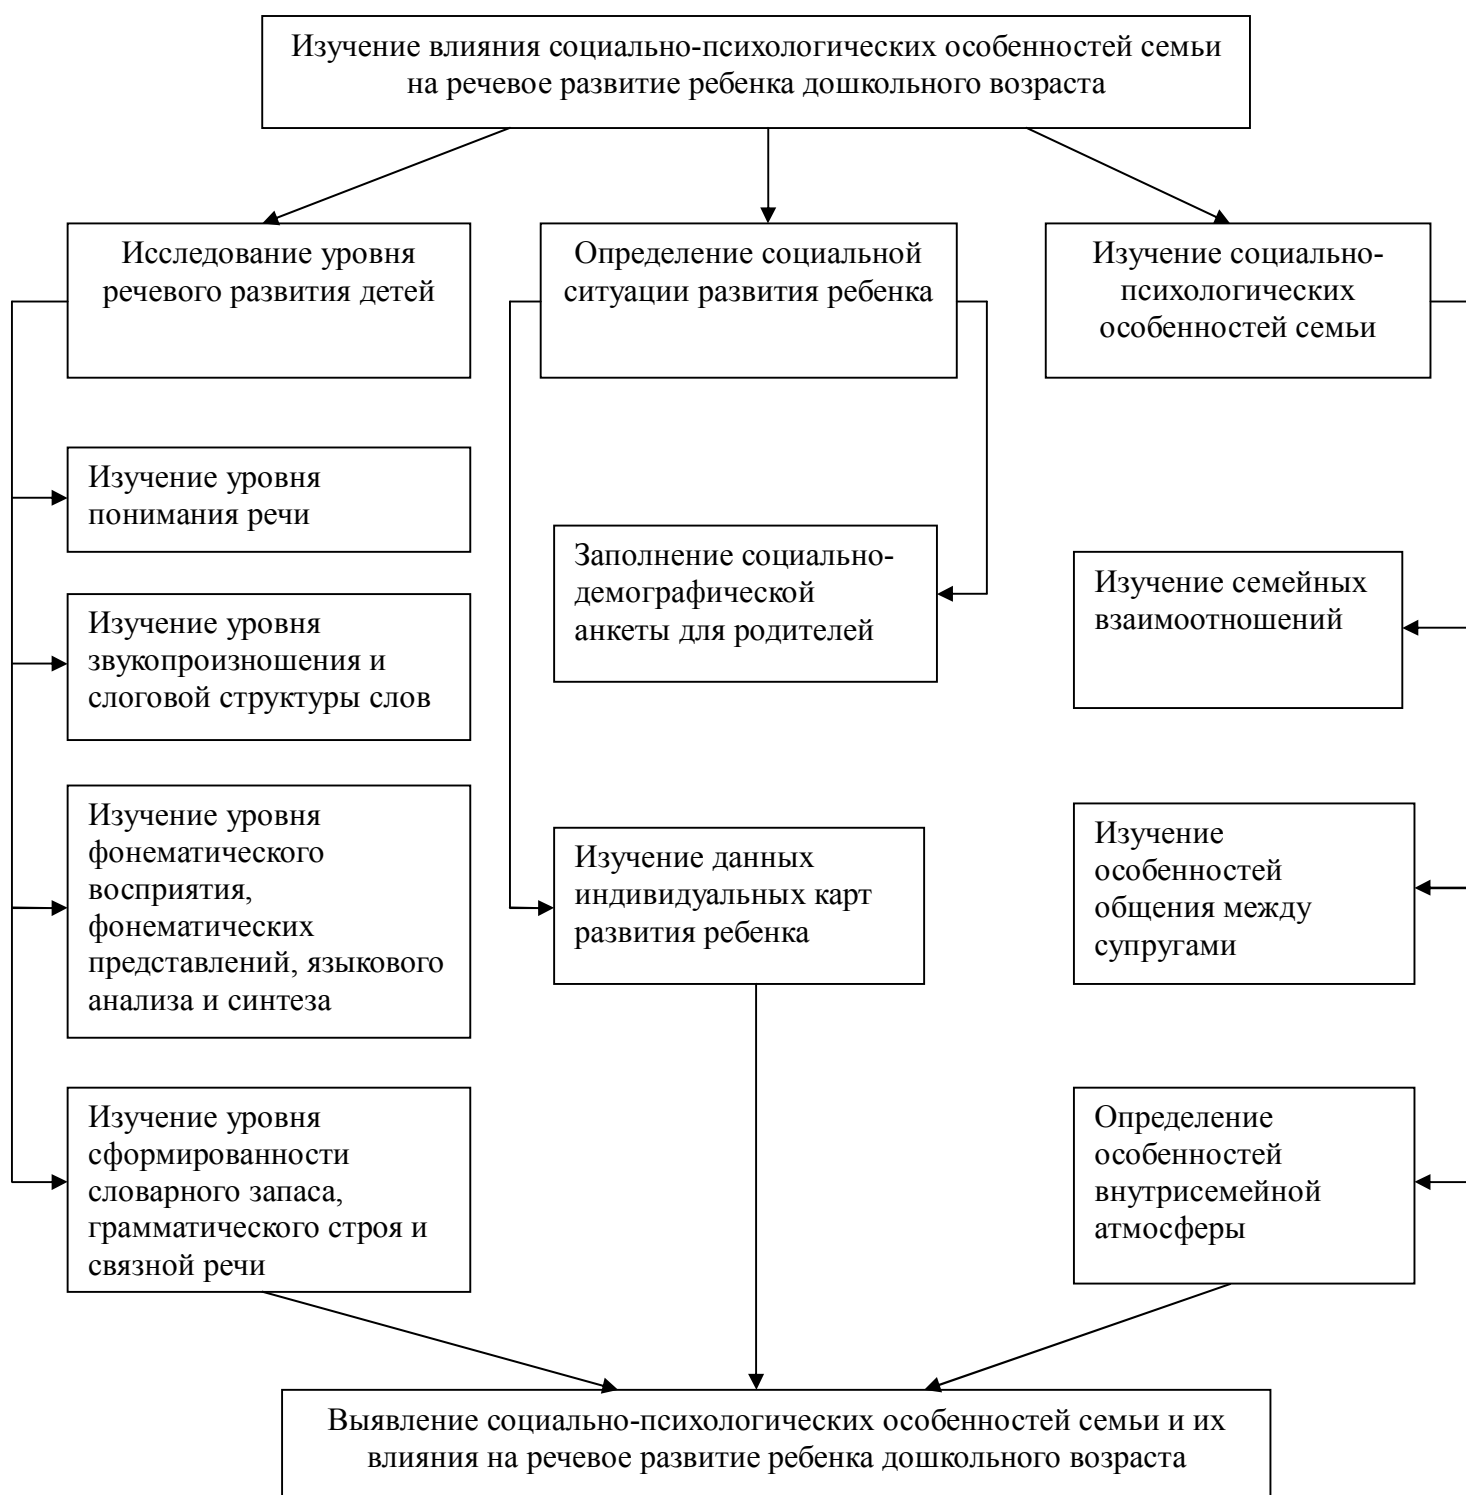 Изучение влияния социально-психологических особенностей семьи
на речевое развитие ребенка дошкольного возраста
Исследование уровня
речевого развития детей
Определение социальной
ситуации развития ребенка
Изучение социально-
психологических
особенностей семьи
Изучение уровня
понимания речи
Изучение уровня
звукопроизношения и
слоговой структуры слов
Изучение уровня
фонематического
восприятия,
фонематических
представлений, языкового
анализа и синтеза
Изучение уровня
сформированности
словарного запаса,
грамматического строя и
связной речи
Заполнение социально-
демографической
анкеты для родителей
Изучение данных
индивидуальных карт
развития ребенка
Изучение семейных
взаимоотношений
Изучение
особенностей
общения между
супругами
Определение
особенностей
внутрисемейной
атмосферы
Выявление социально-психологических особенностей семьи и их
влияния на речевое развитие ребенка дошкольного возраста